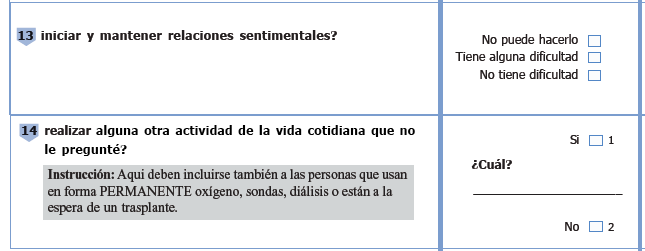 13 iniciar y mantener relaciones sentimentales?
No puede hacerlo
Tiene alguna dificultad
No tiene dificultad
14 realizar alguna otra actividad de la vida cotidiana que no
le pregunté?
Instrucción: Aqui deben incluirse también a las personas que usan
en forma PERMANENTE oxígeno, sondas, diálisis o están a la
espera de un trasplante.
Si 1
¿Cuál?
No 2